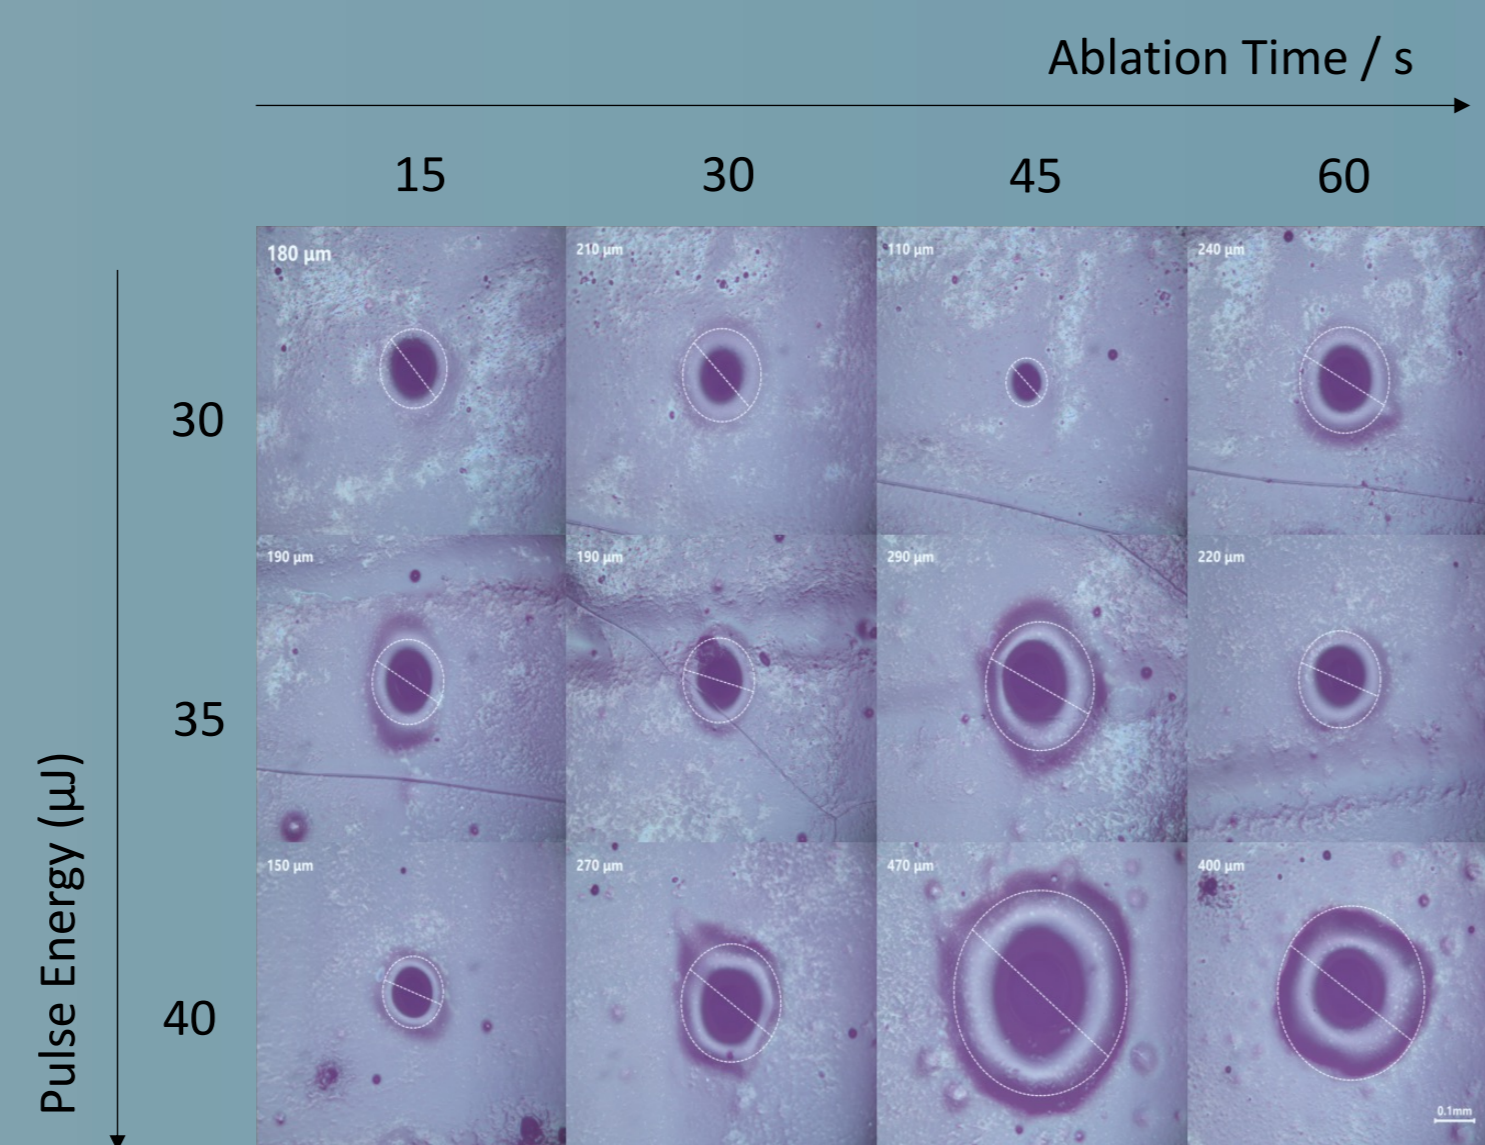 Ablation Time / s
15 30 45 60
180 µm 210 µm 110 µm 240 µm
30
190 µm 190 µm 290 µm 220 µm
35
150 µm 270 µm 470 µm 400 µm
40
Pulse Energy (µJ)
0.1mm